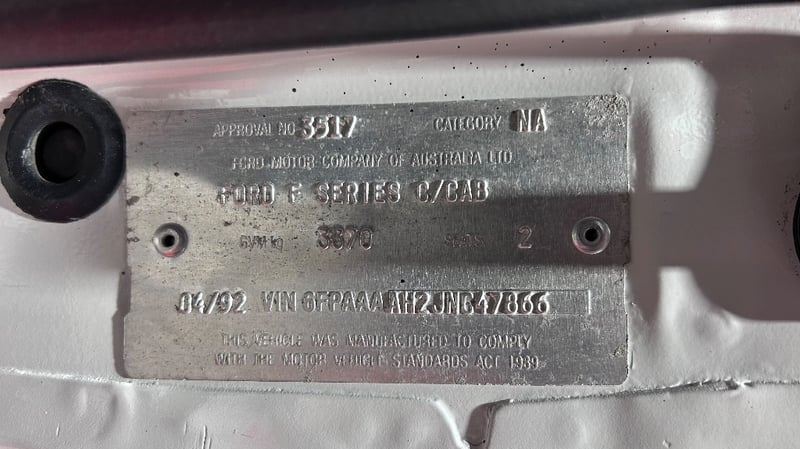 APPROVAL NO 3517 CATEGORY NA
FORD MOTOR COMPANY OF AUSTRALIA LTD
FORD F SERIES C/CAB
GVM kg 3870 SEATS 2
04/92 VIN 6FPAAAAH2JNG47866
THIS VEHICLE WAS MANUFACTURED TO COMPLY
WITH THE MOTOR VEHICLE STANDARDS ACT 1989